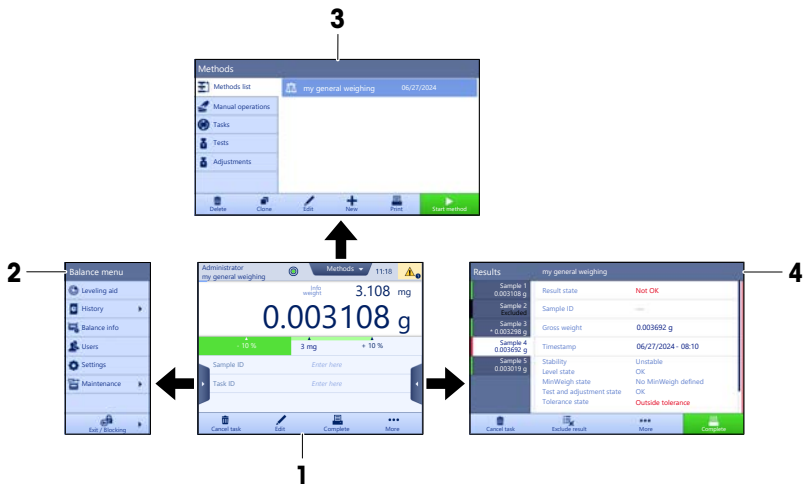 3
Methods
Methods list
Manual operations
Tasks
Tests
Adjustments
my general weighing 06/27/2024
Delete Clone Edit New Print Start method
2
Balance menu
Leveling aid
History
Balance info
Users
Settings
Maintenance
Exit / Blocking
Administrator
my general weighing
Methods 11:18
Info
weight 3.108 mg
0.003108 g
- 10 % 3 mg + 10 %
Sample ID Enter here
Task ID Enter here
Cancel task Edit Complete More
1
4
Results my general weighing
Sample 1
0.003108 g
Sample 2
Excluded
Sample 3
* 0.003298 g
Sample 4
0.003692 g
Sample 5
0.003019 g
Result state Not OK
Sample ID
Gross weight 0.003692 g
Timestamp 06/27/2024 - 08:10
Stability Unstable
Level state OK
MinWeigh state No MinWeigh defined
Test and adjustment state OK
Tolerance state Outside tolerance
Cancel task Exclude result More Complete